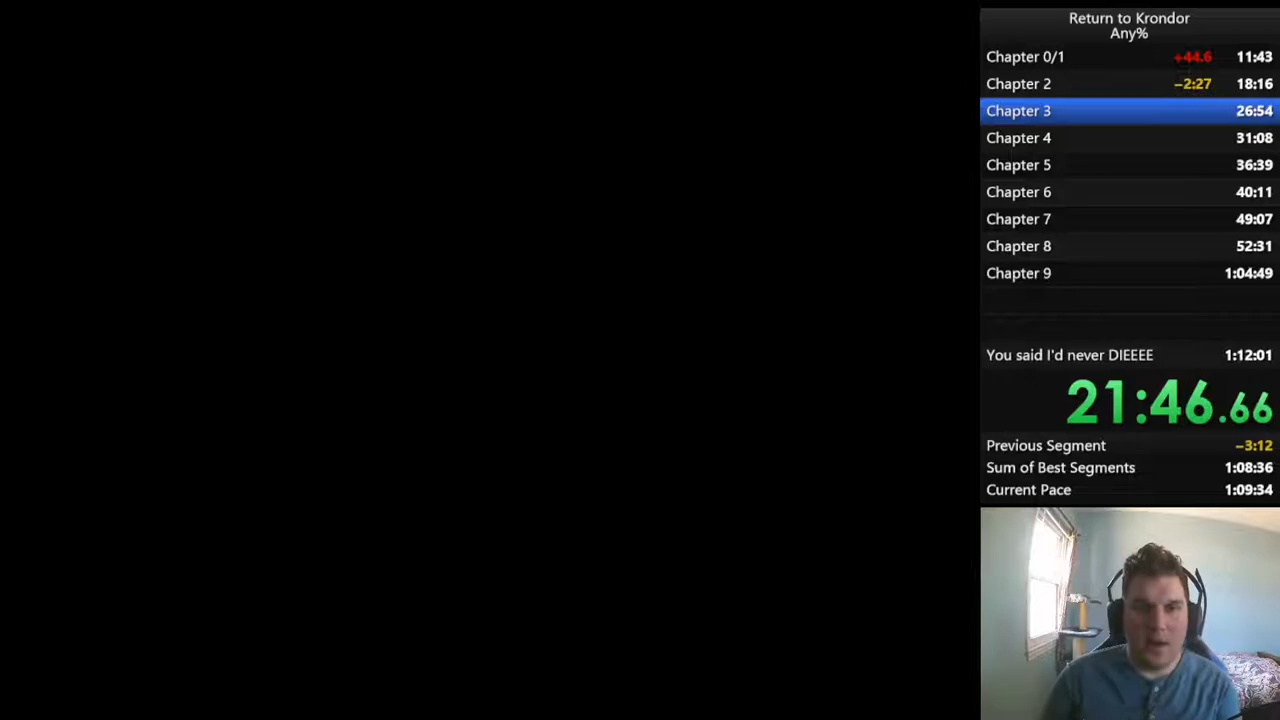 Return to Krondor
Any%
Chapter 0/1 +44.6 11:43
Chapter 2 −2:27 18:16
Chapter 3 26:54
Chapter 4 31:08
Chapter 5 36:39
Chapter 6 40:11
Chapter 7 49:07
Chapter 8 52:31
Chapter 9 1:04:49
You said I'd never DIEEEE 1:12:01
21:46.66
Previous Segment −3:12
Sum of Best Segments 1:08:36
Current Pace 1:09:34